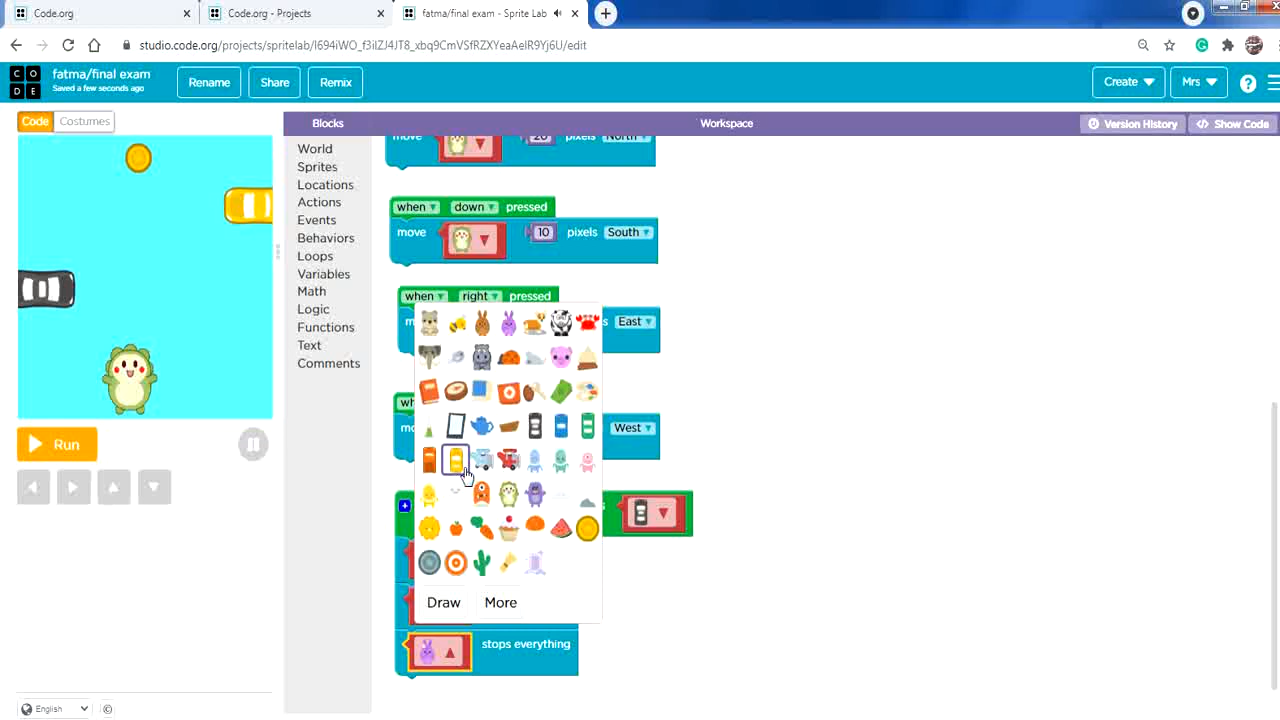 Code.org
Code.org - Projects
fatma/final exam - Sprite Lab
studio.code.org/projects/spritelab/
/edit
C O
D E
fatma/final exam
Saved a few seconds ago
Rename
Share
Remix
Create
Mrs
?
Code
Costumes
Blocks
Workspace
Version History
Show Code
World
Sprites
Locations
Actions
Events
Behaviors
Loops
Variables
Math
Logic
Functions
Text
Comments
move 20 pixels North
when down pressed
move 10 pixels South
when right pressed
East
West
stops everything
Draw
More
Run
English
©